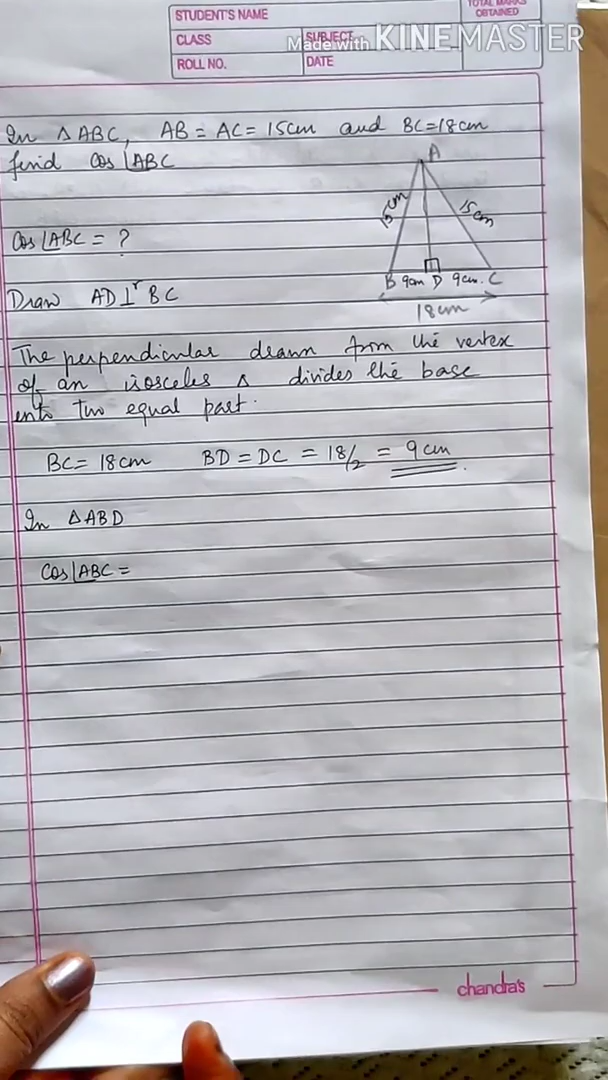 TOTAL MARKS
OBTAINED
STUDENT'S NAME
CLASS
SUBJECT
ROLL NO.
DATE
Made with KINEMASTER
In △ABC, AB = AC = 15cm and BC=18cm
find cos∠ABC
A
15cm
15cm
B 9cm D 9cm. C
18cm
Cos∠ABC = ?
Draw AD⊥r BC
The perpendicular drawn from the vertex
of an isosceles △ divides the base
into two equal part.
BC= 18cm BD = DC = 18/2 = 9cm.
In △ABD
Cos∠ABC =
chandra's